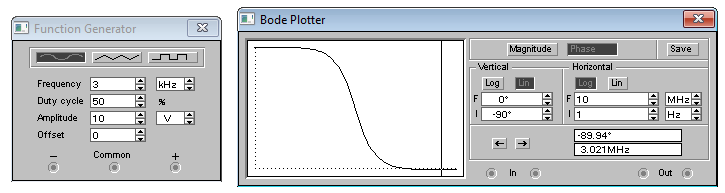 Function Generator
Frequency 3 kHz
Duty cycle 50 %
Amplitude 10 V
Offset 0
− Common +
Bode Plotter
Magnitude Phase Save
Vertical Horizontal
Log Lin Log Lin
F 0° F 10 MHz
I -90° I 1 Hz
← → -89.94°
3.021MHz
In Out